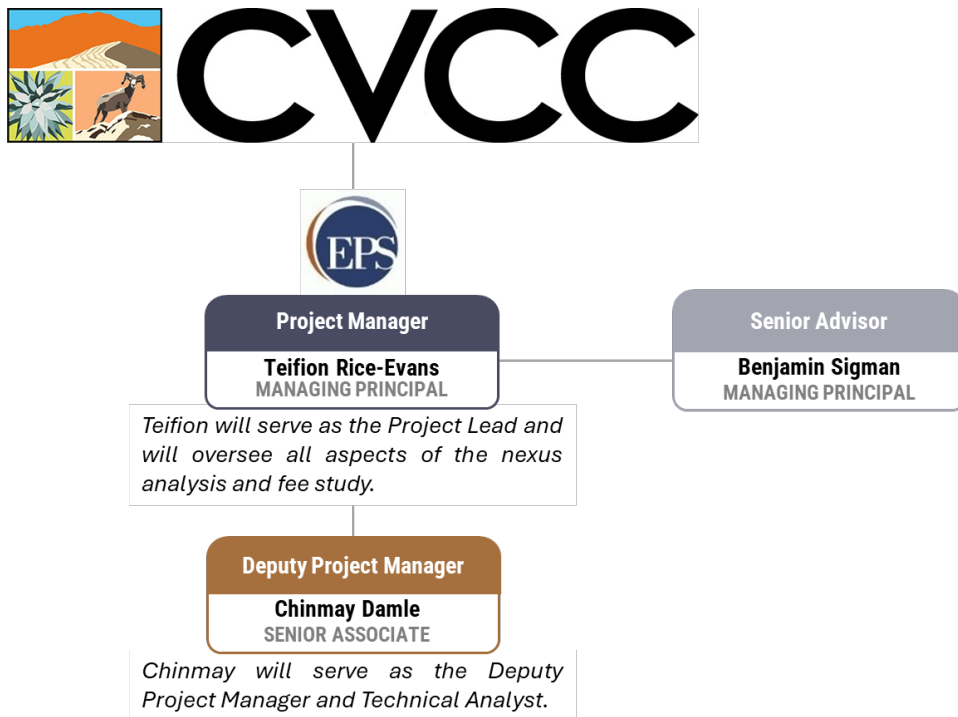 CVCC
EPS
Project Manager
Teifion Rice-Evans
MANAGING PRINCIPAL
Senior Advisor
Benjamin Sigman
MANAGING PRINCIPAL
Teifion will serve as the Project Lead and
will oversee all aspects of the nexus
analysis and fee study.
Deputy Project Manager
Chinmay Damle
SENIOR ASSOCIATE
Chinmay will serve as the Deputy
Project Manager and Technical Analyst.